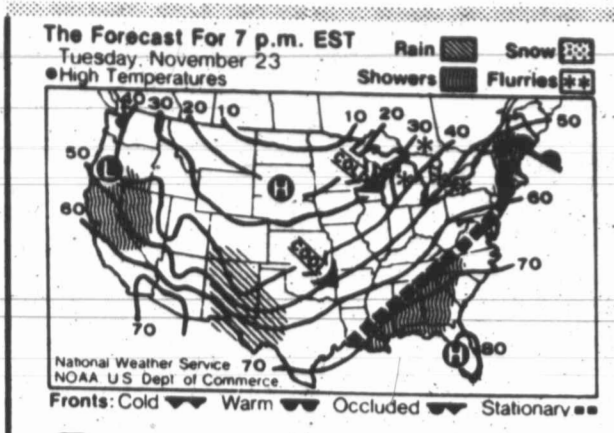 The Forecast For 7 p.m. EST
Tuesday, November 23
●High Temperatures
Rain
Snow
Showers
Flurries
40 30 20 10
10 20 30 40
50
50
60
60
70
70
L
H
H
80
70
National Weather Service
NOAA U S Dept of Commerce
Fronts: Cold Warm Occluded Stationary